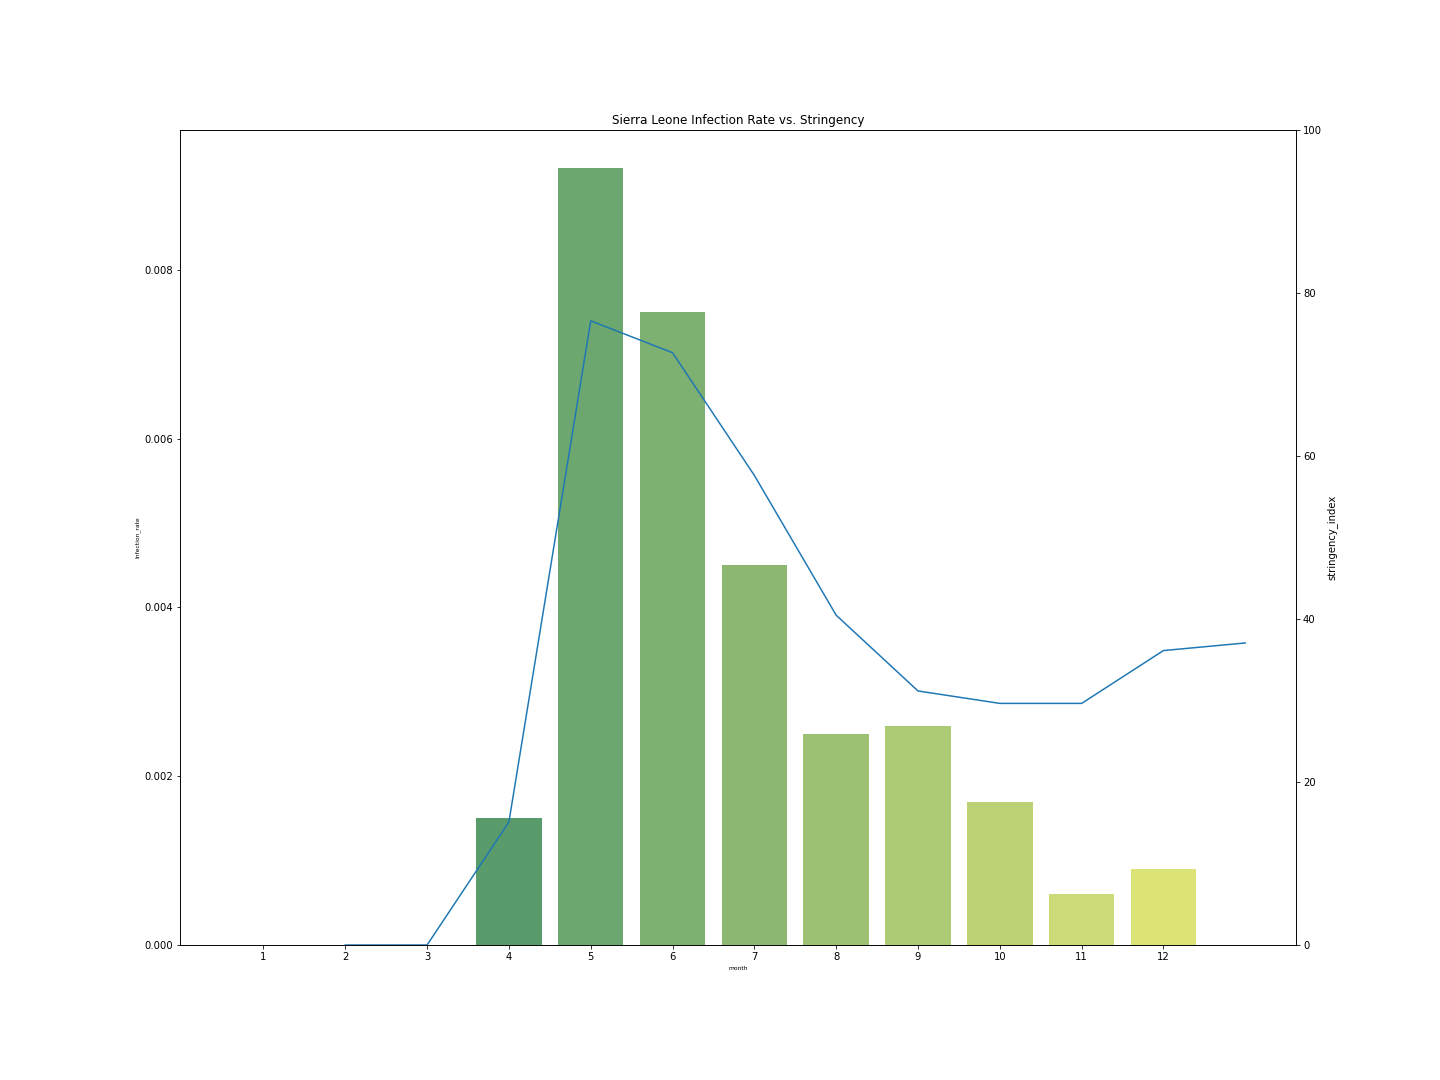 Sierra Leone Infection Rate vs. Stringency
100
80
60
40
20
0
0.008
0.006
0.004
0.002
0.000
Infection_rate
stringency_index
1 2 3 4 5 6 7 8 9 10 11 12
month